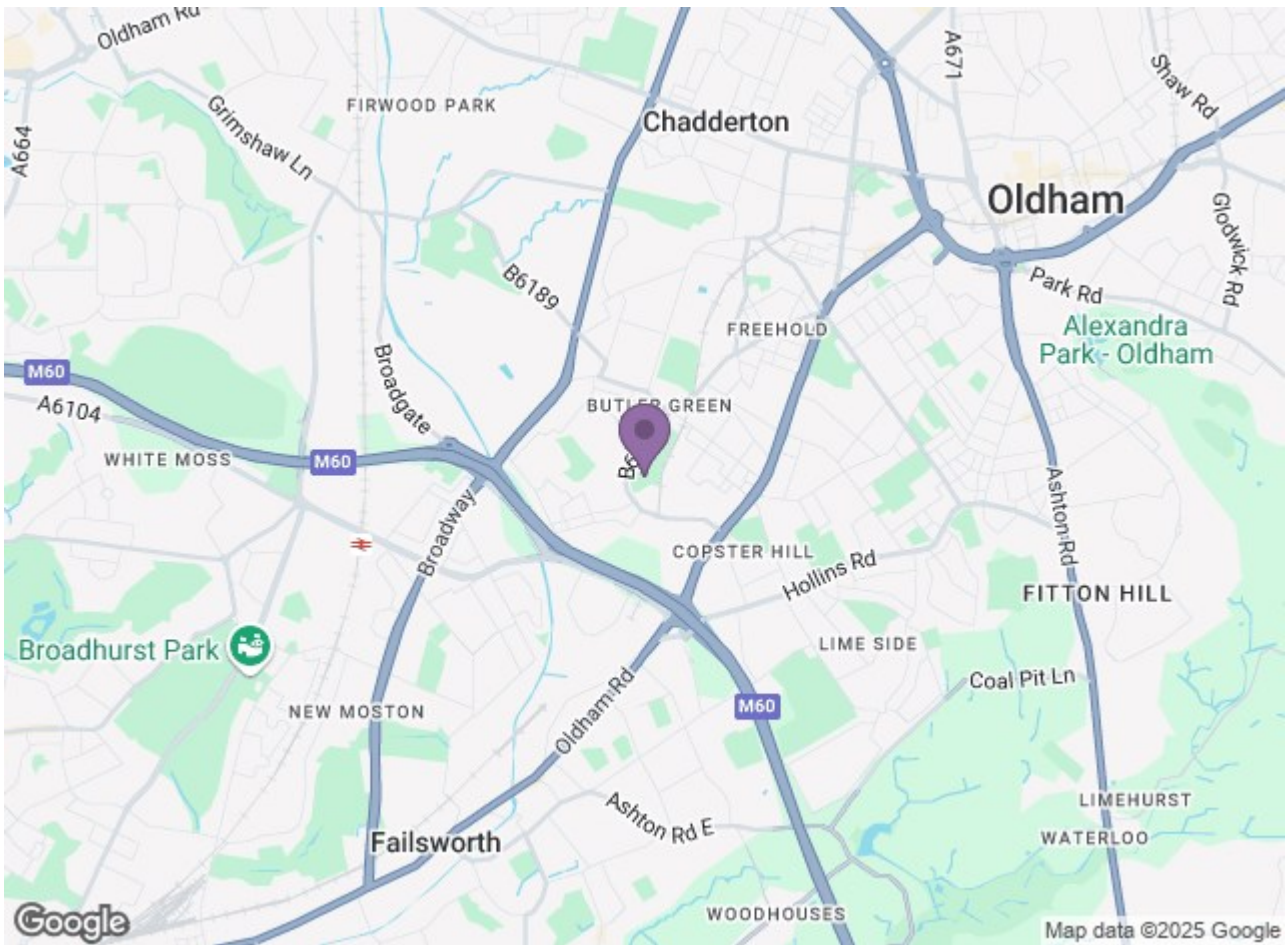 Oldham Rd
A664
Grimshaw Ln
FIRWOOD PARK
Chadderton
A671
Shaw Rd
Oldham
Glodwick Rd
B6189
Park Rd
FREEHOLD
Alexandra
Park - Oldham
M60
A6104
Broadgate
BUTLER GREEN
WHITE MOSS
M60
Broadway
COPSTER HILL
Hollins Rd
Ashton Rd
FITTON HILL
Broadhurst Park
LIME SIDE
Coal Pit Ln
NEW MOSTON
Oldham Rd
M60
LIMEHURST
Ashton Rd E
WATERLOO
Failsworth
WOODHOUSES
Google
Map data ©2025 Google